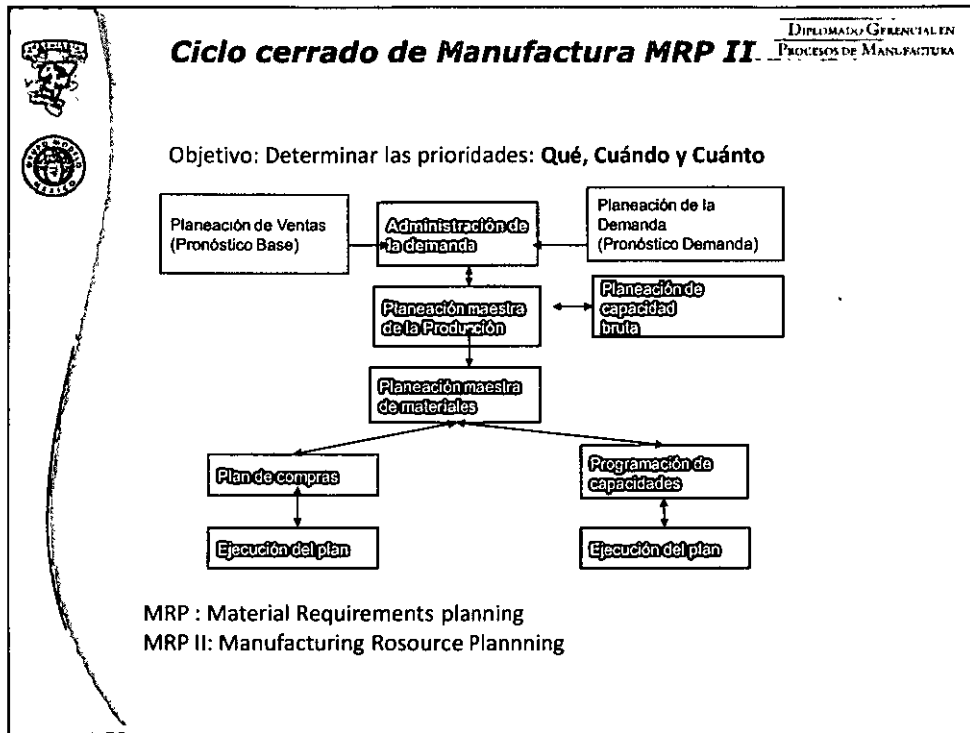 Ciclo cerrado de Manufactura MRP II
DIPLOMADO GERENCIAL EN
PROCESOS DE MANUFACTURA
Objetivo: Determinar las prioridades: Qué, Cuándo y Cuánto
Planeación de Ventas
(Pronóstico Base)
Administración de
la demanda
Planeación de la
Demanda
(Pronóstico Demanda)
Planeación maestra
de la Producción
Planeación de
capacidad
bruta
Planeación maestra
de materiales
Plan de compras
Programación de
capacidades
Ejecución del plan
Ejecución del plan
MRP : Material Requirements planning
MRP II: Manufacturing Rosource Plannning
GRUPO MODELO
MEXICO